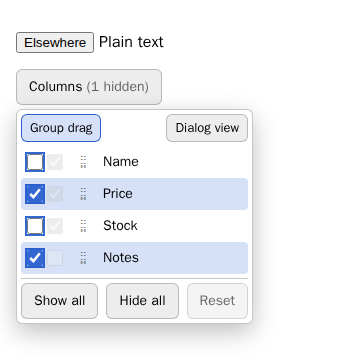 Elsewhere Plain text
Columns (1 hidden)
Group drag Dialog view
Name
Price
Stock
Notes
Show all Hide all Reset